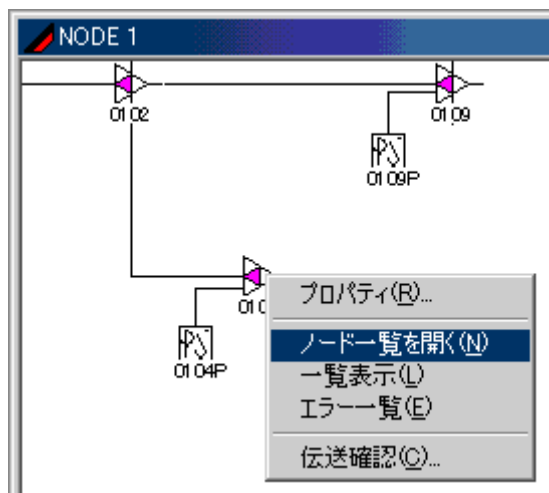 NODE 1
0102
0109
0109P
プロパティ(R)...
ノード一覧を開く(N)
0104P
一覧表示(L)
エラー一覧(E)
伝送確認(C)...